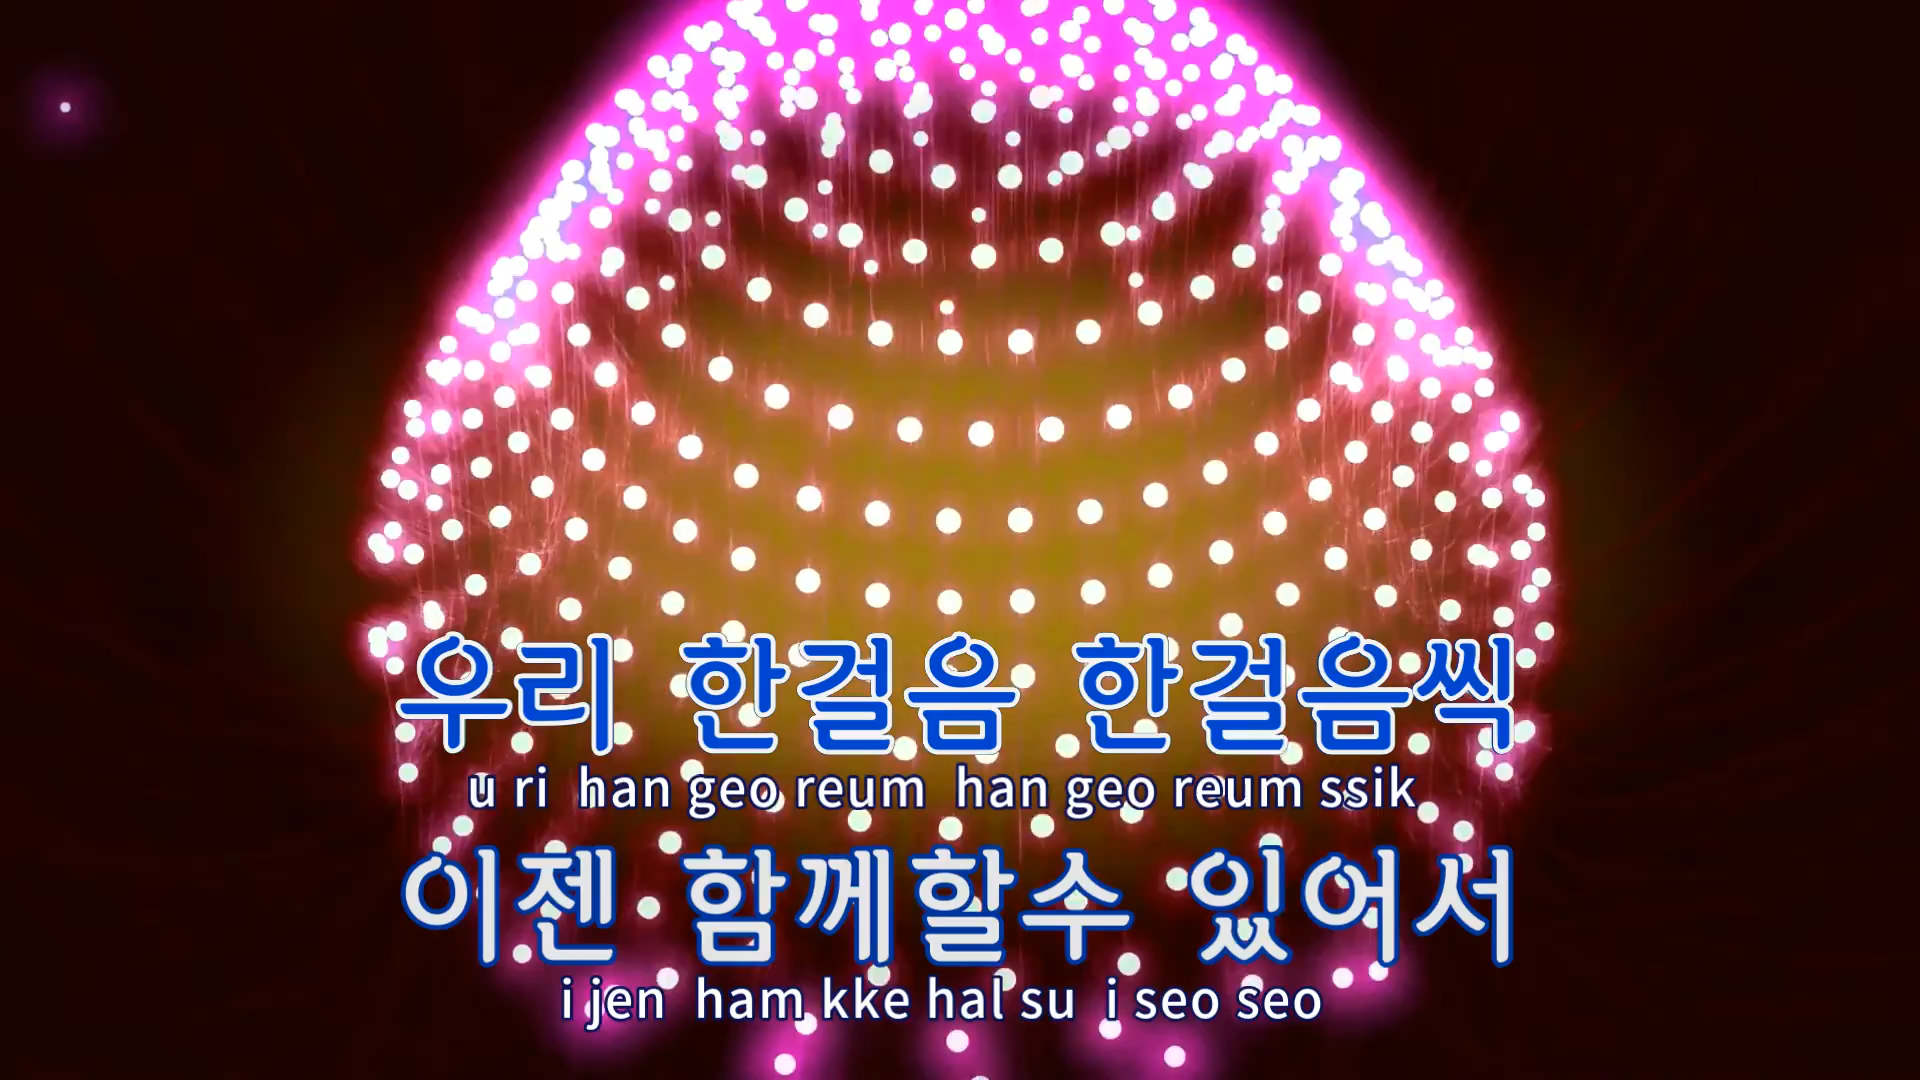 우리 한걸음 한걸음씩
u ri han geo reum han geo reum ssik
이젠 함께할수 있어서
i jen ham kke hal su i seo seo